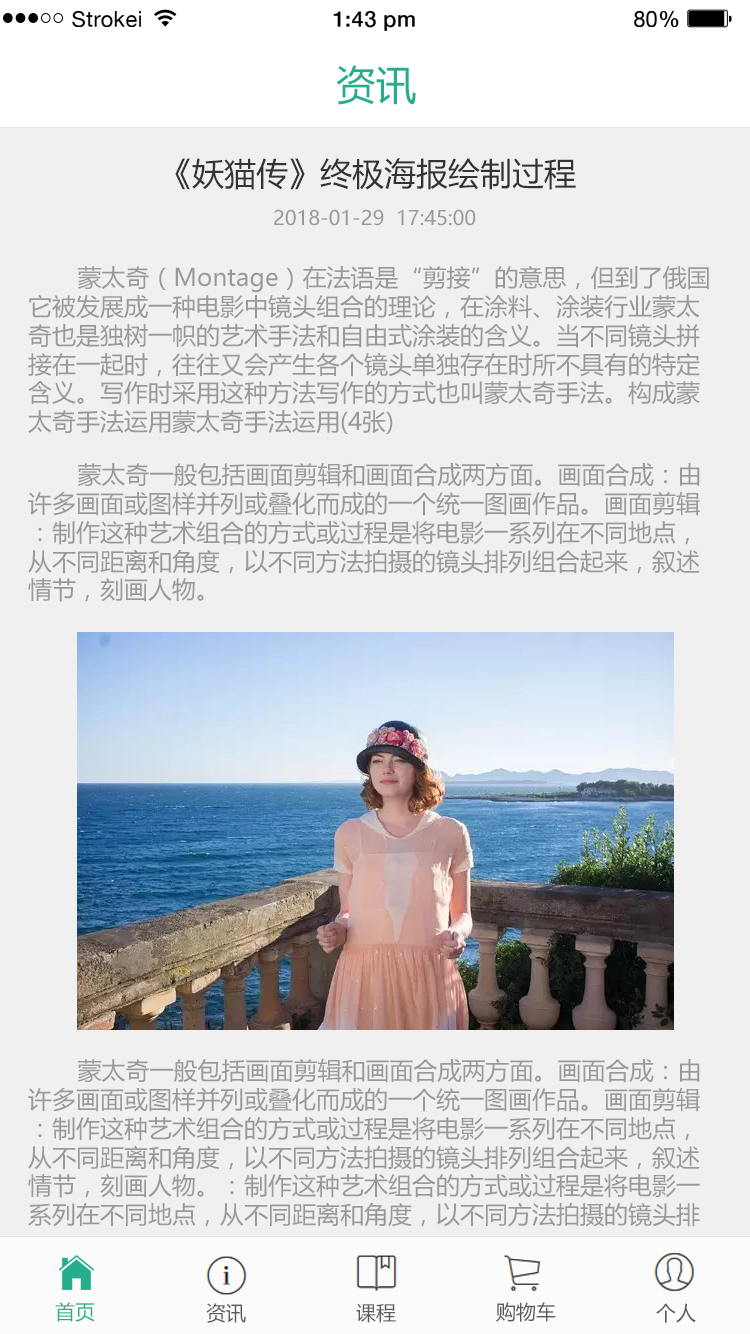 Strokei 1:43 pm 80%
资讯
《妖猫传》终极海报绘制过程
2018-01-29 17:45:00
蒙太奇（Montage）在法语是“剪接”的意思，但到了俄国
它被发展成一种电影中镜头组合的理论，在涂料、涂装行业蒙太
奇也是独树一帜的艺术手法和自由式涂装的含义。当不同镜头拼
接在一起时，往往又会产生各个镜头单独存在时所不具有的特定
含义。写作时采用这种方法写作的方式也叫蒙太奇手法。构成蒙
太奇手法运用蒙太奇手法运用(4张)
蒙太奇一般包括画面剪辑和画面合成两方面。画面合成：由
许多画面或图样并列或叠化而成的一个统一图画作品。画面剪辑
：制作这种艺术组合的方式或过程是将电影一系列在不同地点，
从不同距离和角度，以不同方法拍摄的镜头排列组合起来，叙述
情节，刻画人物。
蒙太奇一般包括画面剪辑和画面合成两方面。画面合成：由
许多画面或图样并列或叠化而成的一个统一图画作品。画面剪辑
：制作这种艺术组合的方式或过程是将电影一系列在不同地点，
从不同距离和角度，以不同方法拍摄的镜头排列组合起来，叙述
情节，刻画人物。：制作这种艺术组合的方式或过程是将电影一
系列在不同地点，从不同距离和角度，以不同方法拍摄的镜头排
首页 资讯 课程 购物车 个人